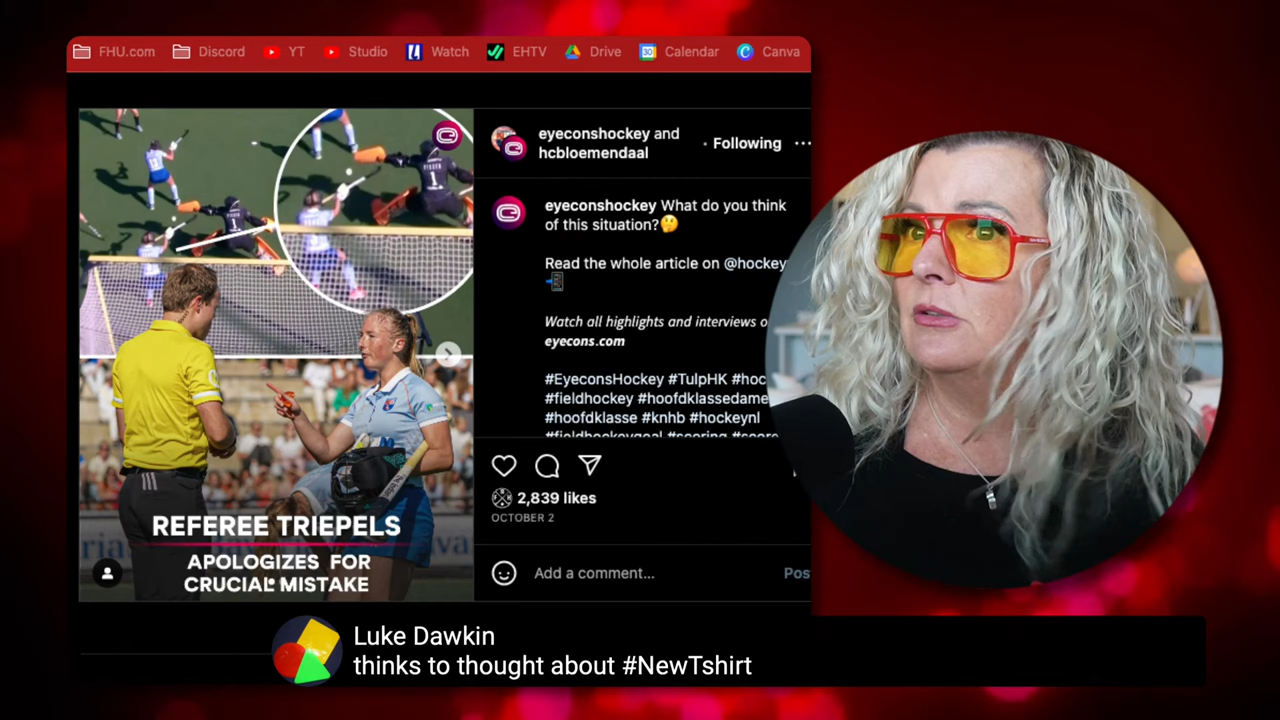 FHU.com Discord YT Studio Watch EHTV Drive Calendar Canva
eyeconshockey and
hcbloemendaal
• Following
eyeconshockey What do you think
of this situation?🤔
Read the whole article on @hockey
Watch all highlights and interviews o
eyecons.com
#EyeconsHockey #TulpHK #hoc
#fieldhockey #hoofdklassedame
#hoofdklasse #knhb #hockeynl
2,839 likes
OCTOBER 2
Add a comment... Pos
REFEREE TRIEPELS
APOLOGIZES FOR
CRUCIAL MISTAKE
Luke Dawkin
thinks to thought about #NewTshirt